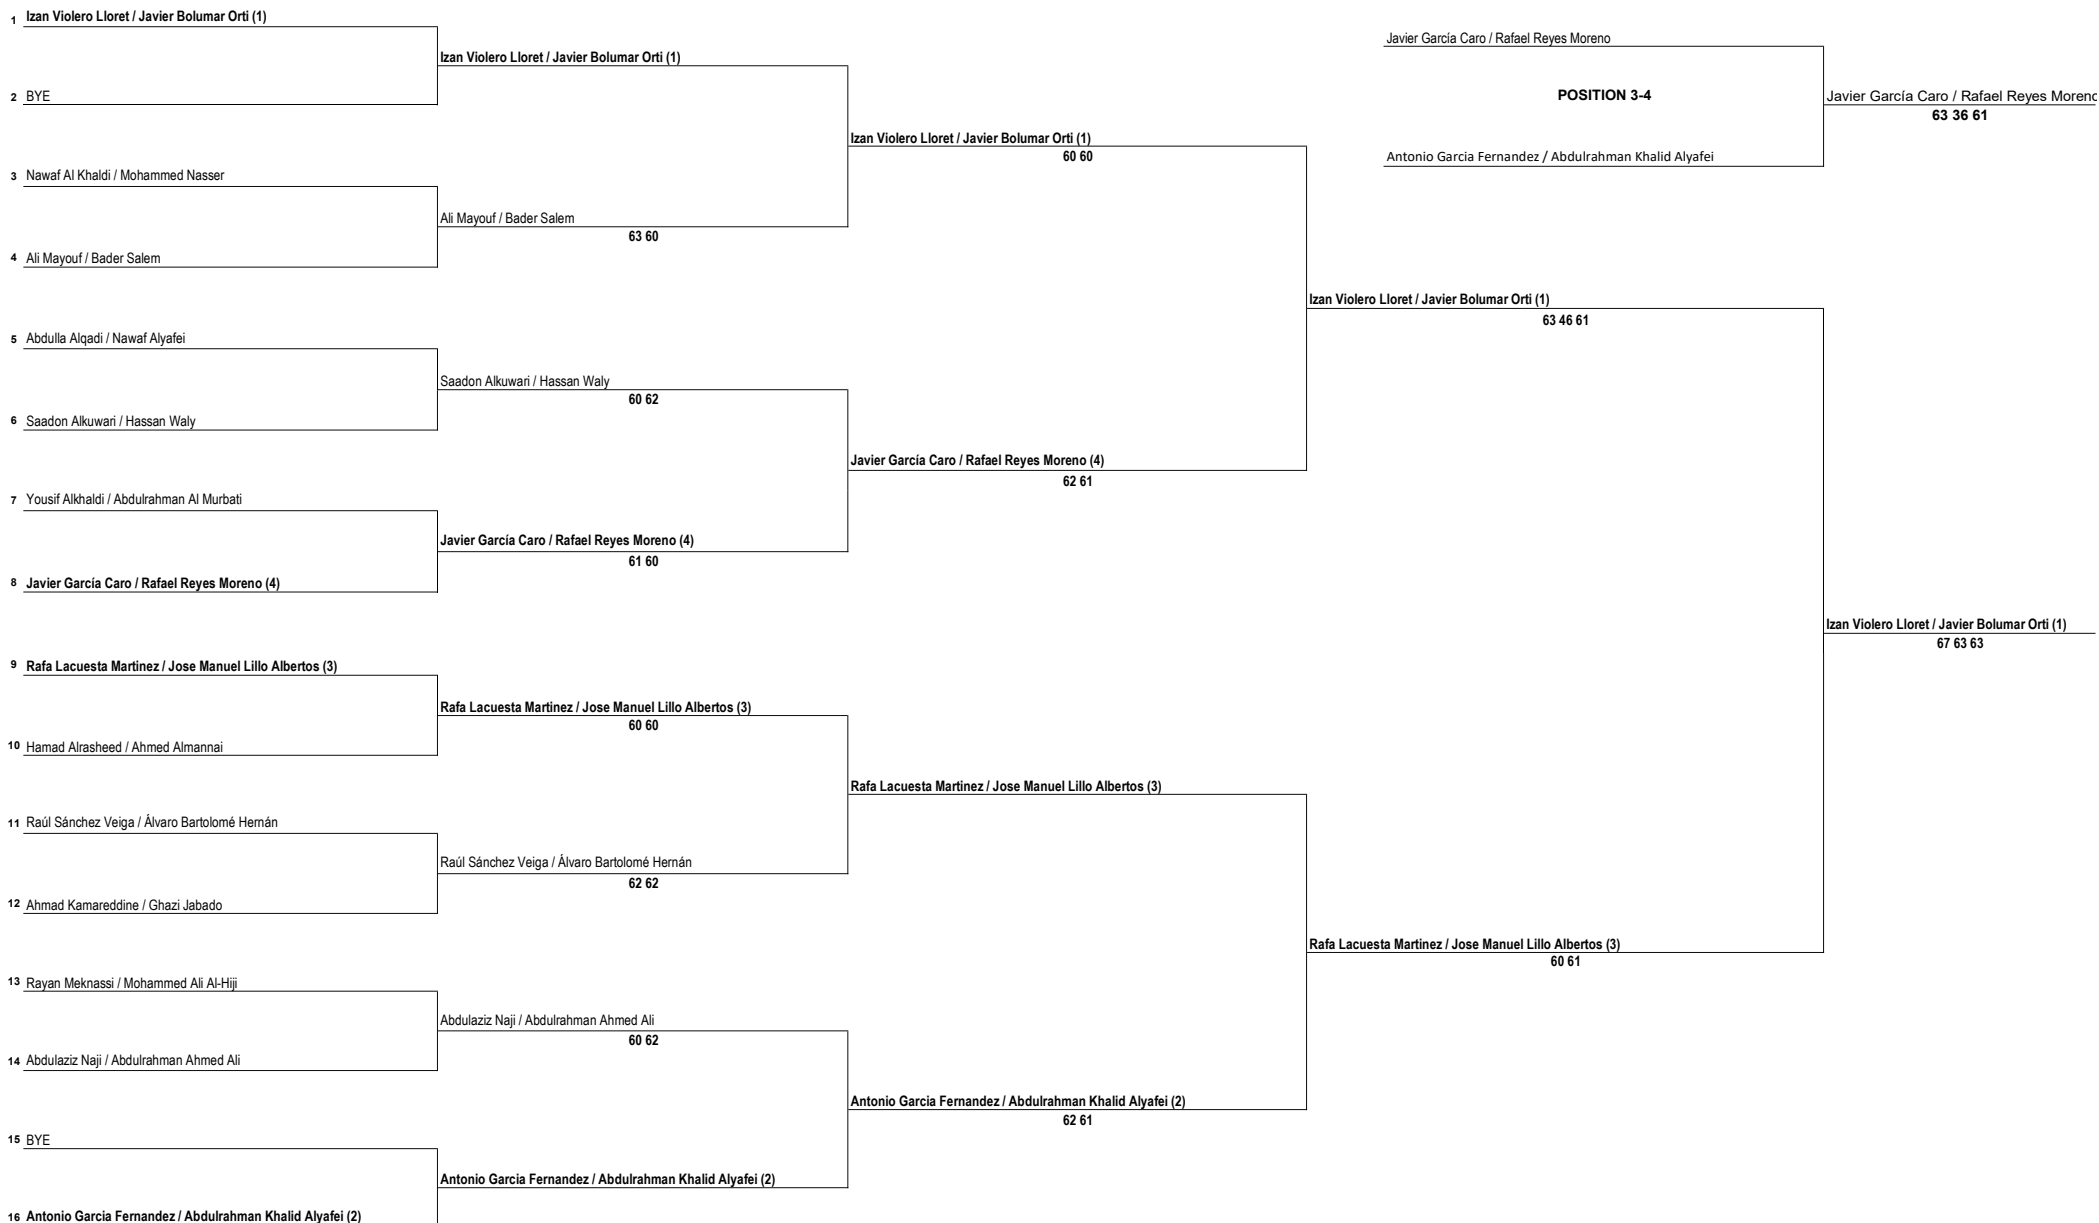 1 Izan Violero Lloret / Javier Bolumar Orti (1)
Javier García Caro / Rafael Reyes Moreno
Izan Violero Lloret / Javier Bolumar Orti (1)
2 BYE
POSITION 3-4
Javier García Caro / Rafael Reyes Moreno
63 36 61
Izan Violero Lloret / Javier Bolumar Orti (1)
60 60
Antonio Garcia Fernandez / Abdulrahman Khalid Alyafei
3 Nawaf Al Khaldi / Mohammed Nasser
Ali Mayouf / Bader Salem
63 60
4 Ali Mayouf / Bader Salem
Izan Violero Lloret / Javier Bolumar Orti (1)
63 46 61
5 Abdulla Alqadi / Nawaf Alyafei
Saadon Alkuwari / Hassan Waly
60 62
6 Saadon Alkuwari / Hassan Waly
Javier García Caro / Rafael Reyes Moreno (4)
62 61
7 Yousif Alkhaldi / Abdulrahman Al Murbati
Javier García Caro / Rafael Reyes Moreno (4)
61 60
8 Javier García Caro / Rafael Reyes Moreno (4)
Izan Violero Lloret / Javier Bolumar Orti (1)
67 63 63
9 Rafa Lacuesta Martinez / Jose Manuel Lillo Albertos (3)
Rafa Lacuesta Martinez / Jose Manuel Lillo Albertos (3)
60 60
10 Hamad Alrasheed / Ahmed Almannai
Rafa Lacuesta Martinez / Jose Manuel Lillo Albertos (3)
11 Raúl Sánchez Veiga / Álvaro Bartolomé Hernán
Raúl Sánchez Veiga / Álvaro Bartolomé Hernán
62 62
12 Ahmad Kamareddine / Ghazi Jabado
Rafa Lacuesta Martinez / Jose Manuel Lillo Albertos (3)
60 61
13 Rayan Meknassi / Mohammed Ali Al-Hiji
Abdulaziz Naji / Abdulrahman Ahmed Ali
60 62
14 Abdulaziz Naji / Abdulrahman Ahmed Ali
Antonio Garcia Fernandez / Abdulrahman Khalid Alyafei (2)
62 61
15 BYE
Antonio Garcia Fernandez / Abdulrahman Khalid Alyafei (2)
16 Antonio Garcia Fernandez / Abdulrahman Khalid Alyafei (2)